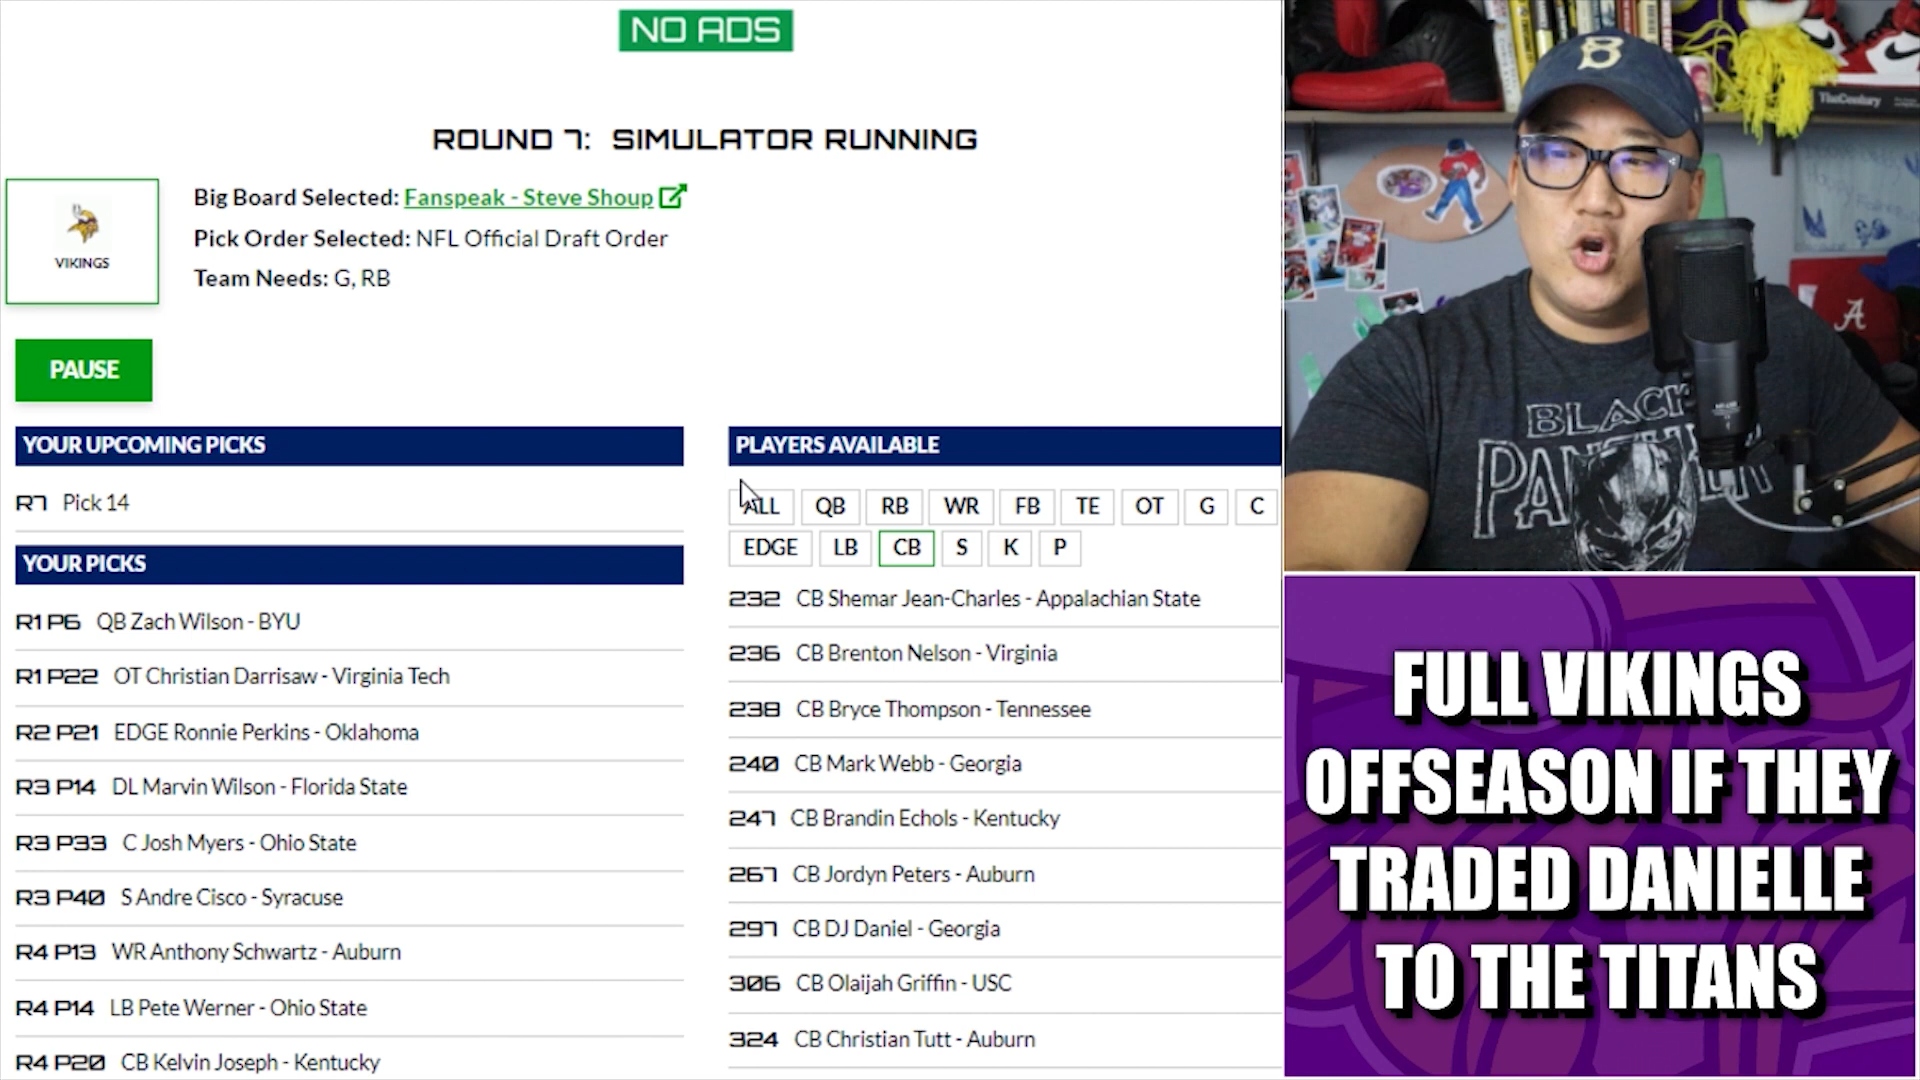 NO ADS
ROUND 7: SIMULATOR RUNNING
VIKINGS
Big Board Selected: Fanspeak - Steve Shoup
Pick Order Selected: NFL Official Draft Order
Team Needs: G, RB
PAUSE
YOUR UPCOMING PICKS
R7 Pick 14
YOUR PICKS
R1 P6 QB Zach Wilson - BYU
R1 P22 OT Christian Darrisaw - Virginia Tech
R2 P21 EDGE Ronnie Perkins - Oklahoma
R3 P14 DL Marvin Wilson - Florida State
R3 P33 C Josh Myers - Ohio State
R3 P40 S Andre Cisco - Syracuse
R4 P13 WR Anthony Schwartz - Auburn
R4 P14 LB Pete Werner - Ohio State
R4 P20 CB Kelvin Joseph - Kentucky
PLAYERS AVAILABLE
ALL QB RB WR FB TE OT G C
EDGE LB CB S K P
232 CB Shemar Jean-Charles - Appalachian State
236 CB Brenton Nelson - Virginia
238 CB Bryce Thompson - Tennessee
240 CB Mark Webb - Georgia
247 CB Brandin Echols - Kentucky
267 CB Jordyn Peters - Auburn
297 CB DJ Daniel - Georgia
306 CB Olaijah Griffin - USC
324 CB Christian Tutt - Auburn
B
A
BLACK
FULL VIKINGS
OFFSEASON IF THEY
TRADED DANIELLE
TO THE TITANS